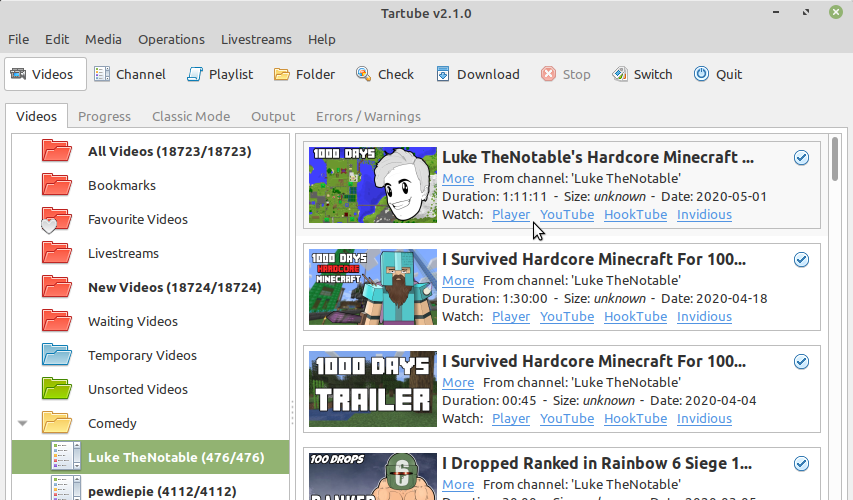 Tartube v2.1.0
File Edit Media Operations Livestreams Help
Videos Channel Playlist Folder Check Download Stop Switch Quit
Videos Progress Classic Mode Output Errors / Warnings
All Videos (18723/18723)
Bookmarks
Favourite Videos
Livestreams
New Videos (18724/18724)
Waiting Videos
Temporary Videos
Unsorted Videos
Comedy
Luke TheNotable (476/476)
pewdiepie (4112/4112)
1000 DAYS
Luke TheNotable's Hardcore Minecraft ...
More From channel: 'Luke TheNotable'
Duration: 1:11:11 - Size: unknown - Date: 2020-05-01
Watch: Player YouTube HookTube Invidious
1000 DAYS
HARDCORE
MINECRAFT
I Survived Hardcore Minecraft For 100...
More From channel: 'Luke TheNotable'
Duration: 1:30:00 - Size: unknown - Date: 2020-04-18
Watch: Player YouTube HookTube Invidious
1000 DAYS
TRAILER
I Survived Hardcore Minecraft For 100...
More From channel: 'Luke TheNotable'
Duration: 00:45 - Size: unknown - Date: 2020-04-04
Watch: Player YouTube HookTube Invidious
100 DROPS
6
I Dropped Ranked in Rainbow 6 Siege 1...
More From channel: 'Luke TheNotable'